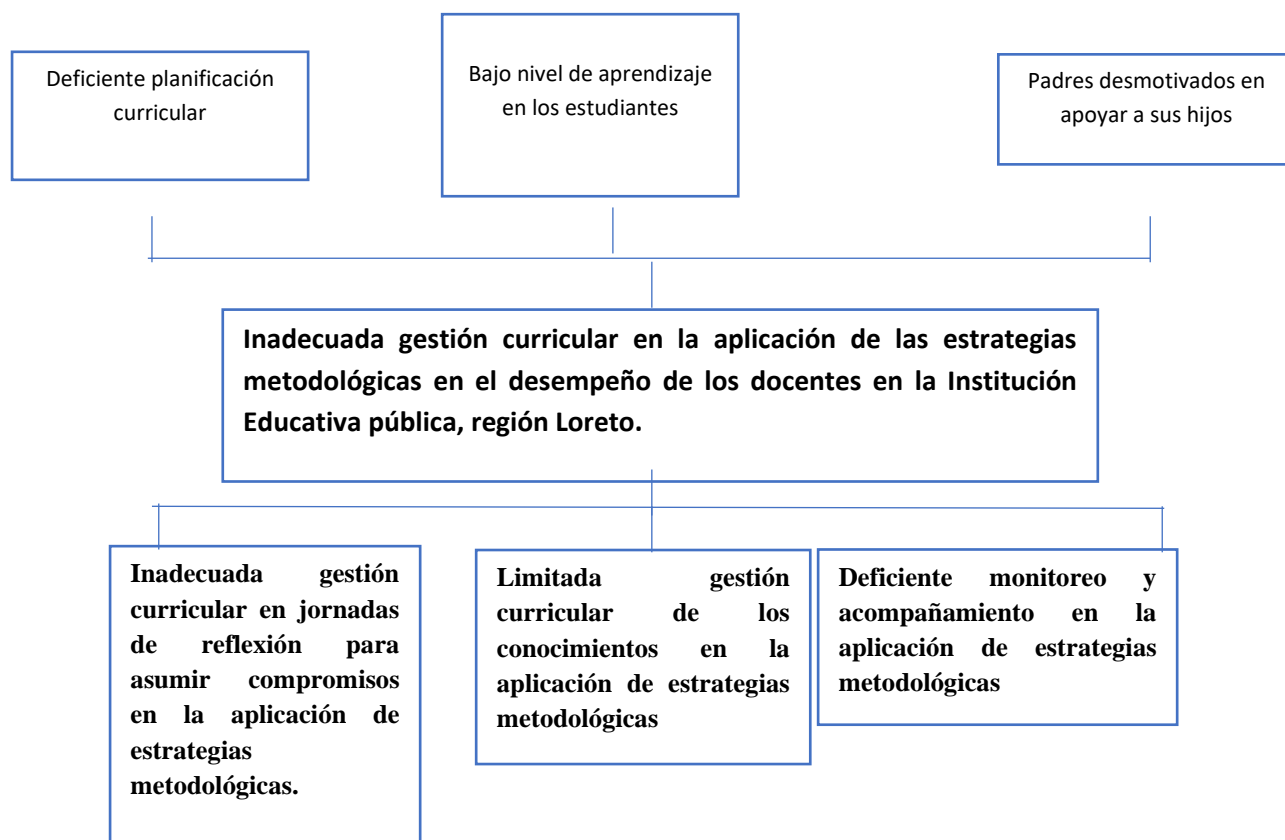 Deficiente planificación
curricular
Bajo nivel de aprendizaje
en los estudiantes
Padres desmotivados en
apoyar a sus hijos
Inadecuada gestión curricular en la aplicación de las estrategias
metodológicas en el desempeño de los docentes en la Institución
Educativa pública, región Loreto.
Inadecuada gestión
curricular en jornadas
de reflexión para
asumir compromisos
en la aplicación de
estrategias
metodológicas.
Limitada gestión
curricular de los
conocimientos en la
aplicación de estrategias
metodológicas
Deficiente monitoreo y
acompañamiento en la
aplicación de estrategias
metodológicas